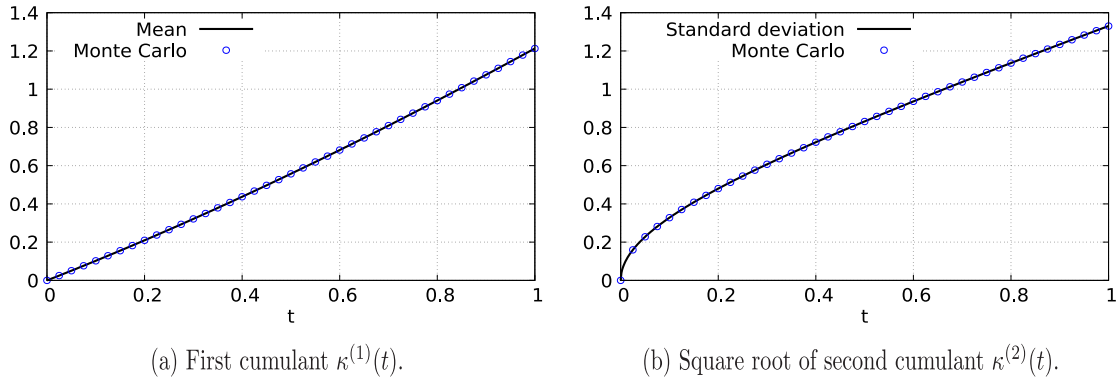 1.4
1.2
1
0.8
0.6
0.4
0.2
0
Mean
Monte Carlo
0 0.2 0.4 0.6 0.8 1
t
(a) First cumulant κ^(1)(t).
1.4
1.2
1
0.8
0.6
0.4
0.2
0
Standard deviation
Monte Carlo
0 0.2 0.4 0.6 0.8 1
t
(b) Square root of second cumulant κ^(2)(t).